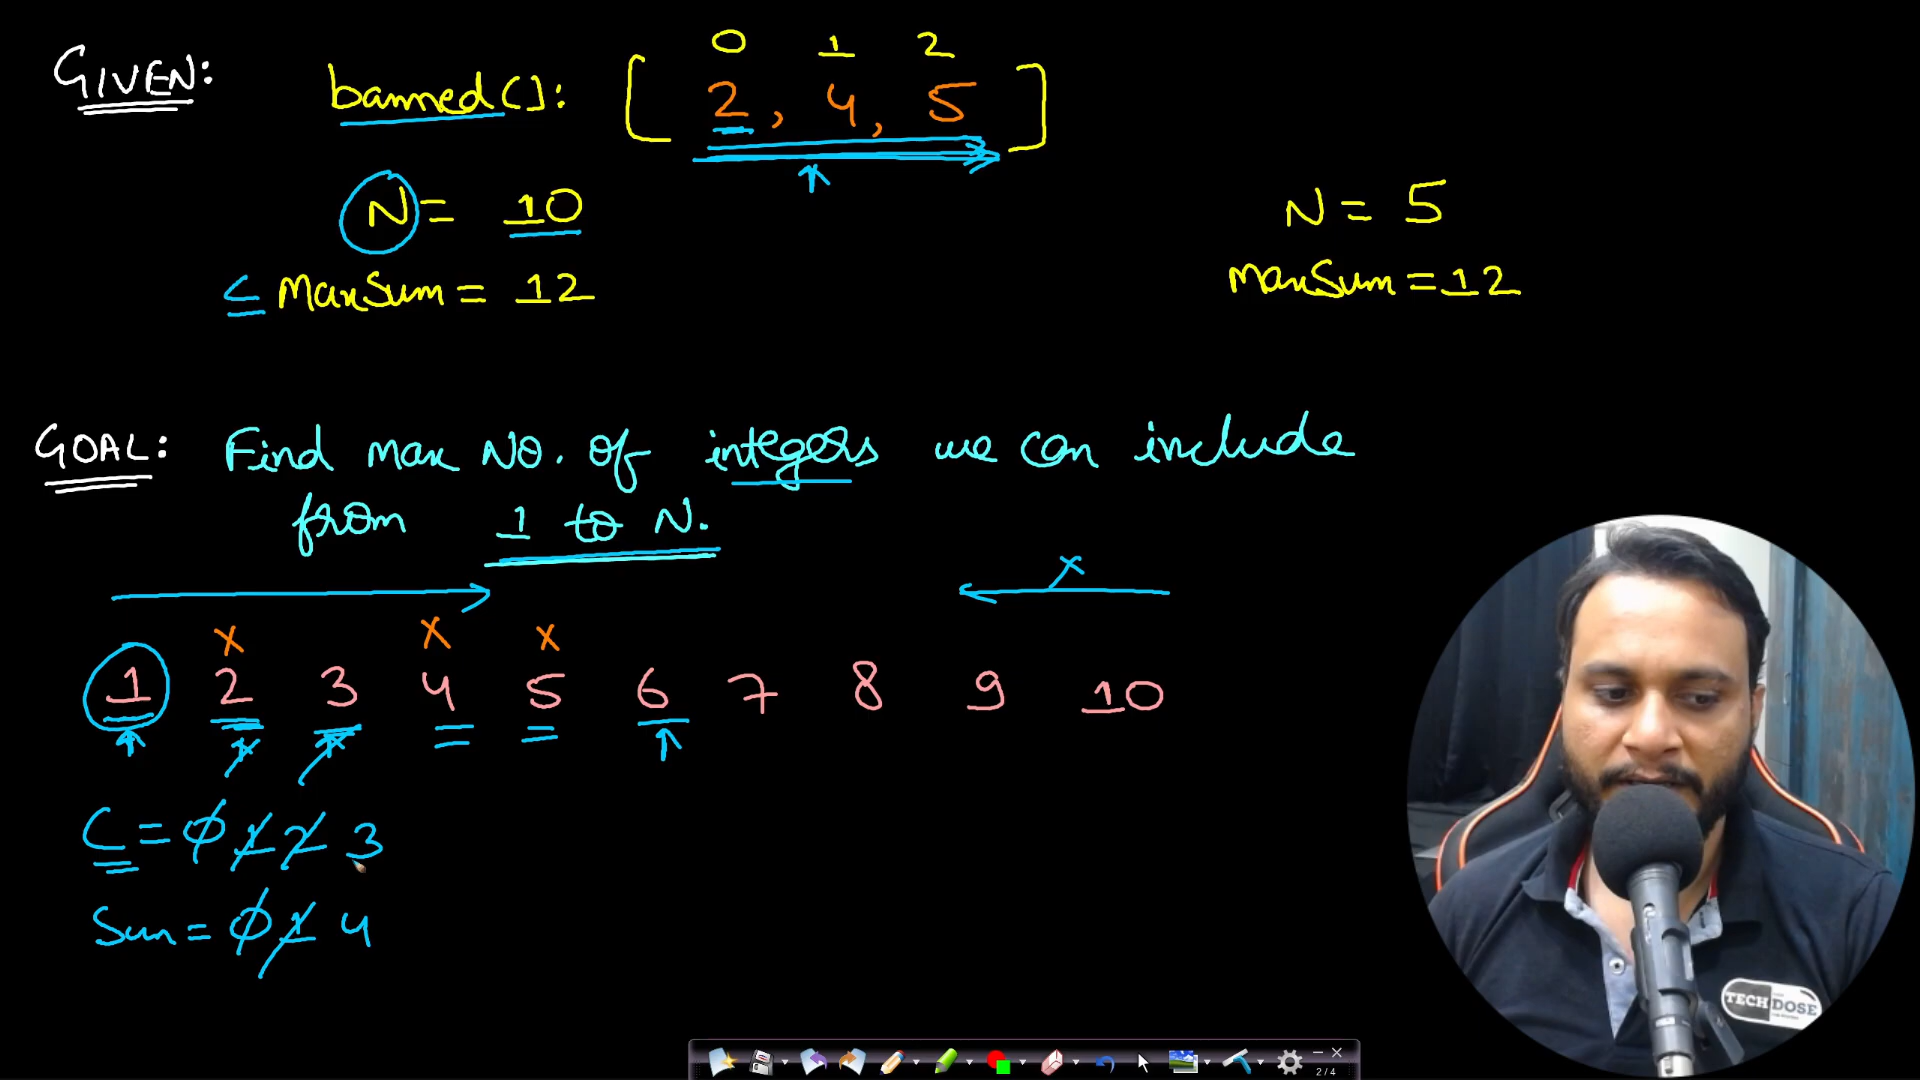 0 1 2
GIVEN: banned[]: [ 2, 4, 5 ]
N = 10
N = 5
≤ MaxSum = 12
maxSum = 12
GOAL: Find max NO. of integers we can include
from 1 to N.
x
x x x
1 2 3 4 5 6 7 8 9 10
C = 0 1 2 3
Sum = 0 1 4
TECH DOSE
2/4